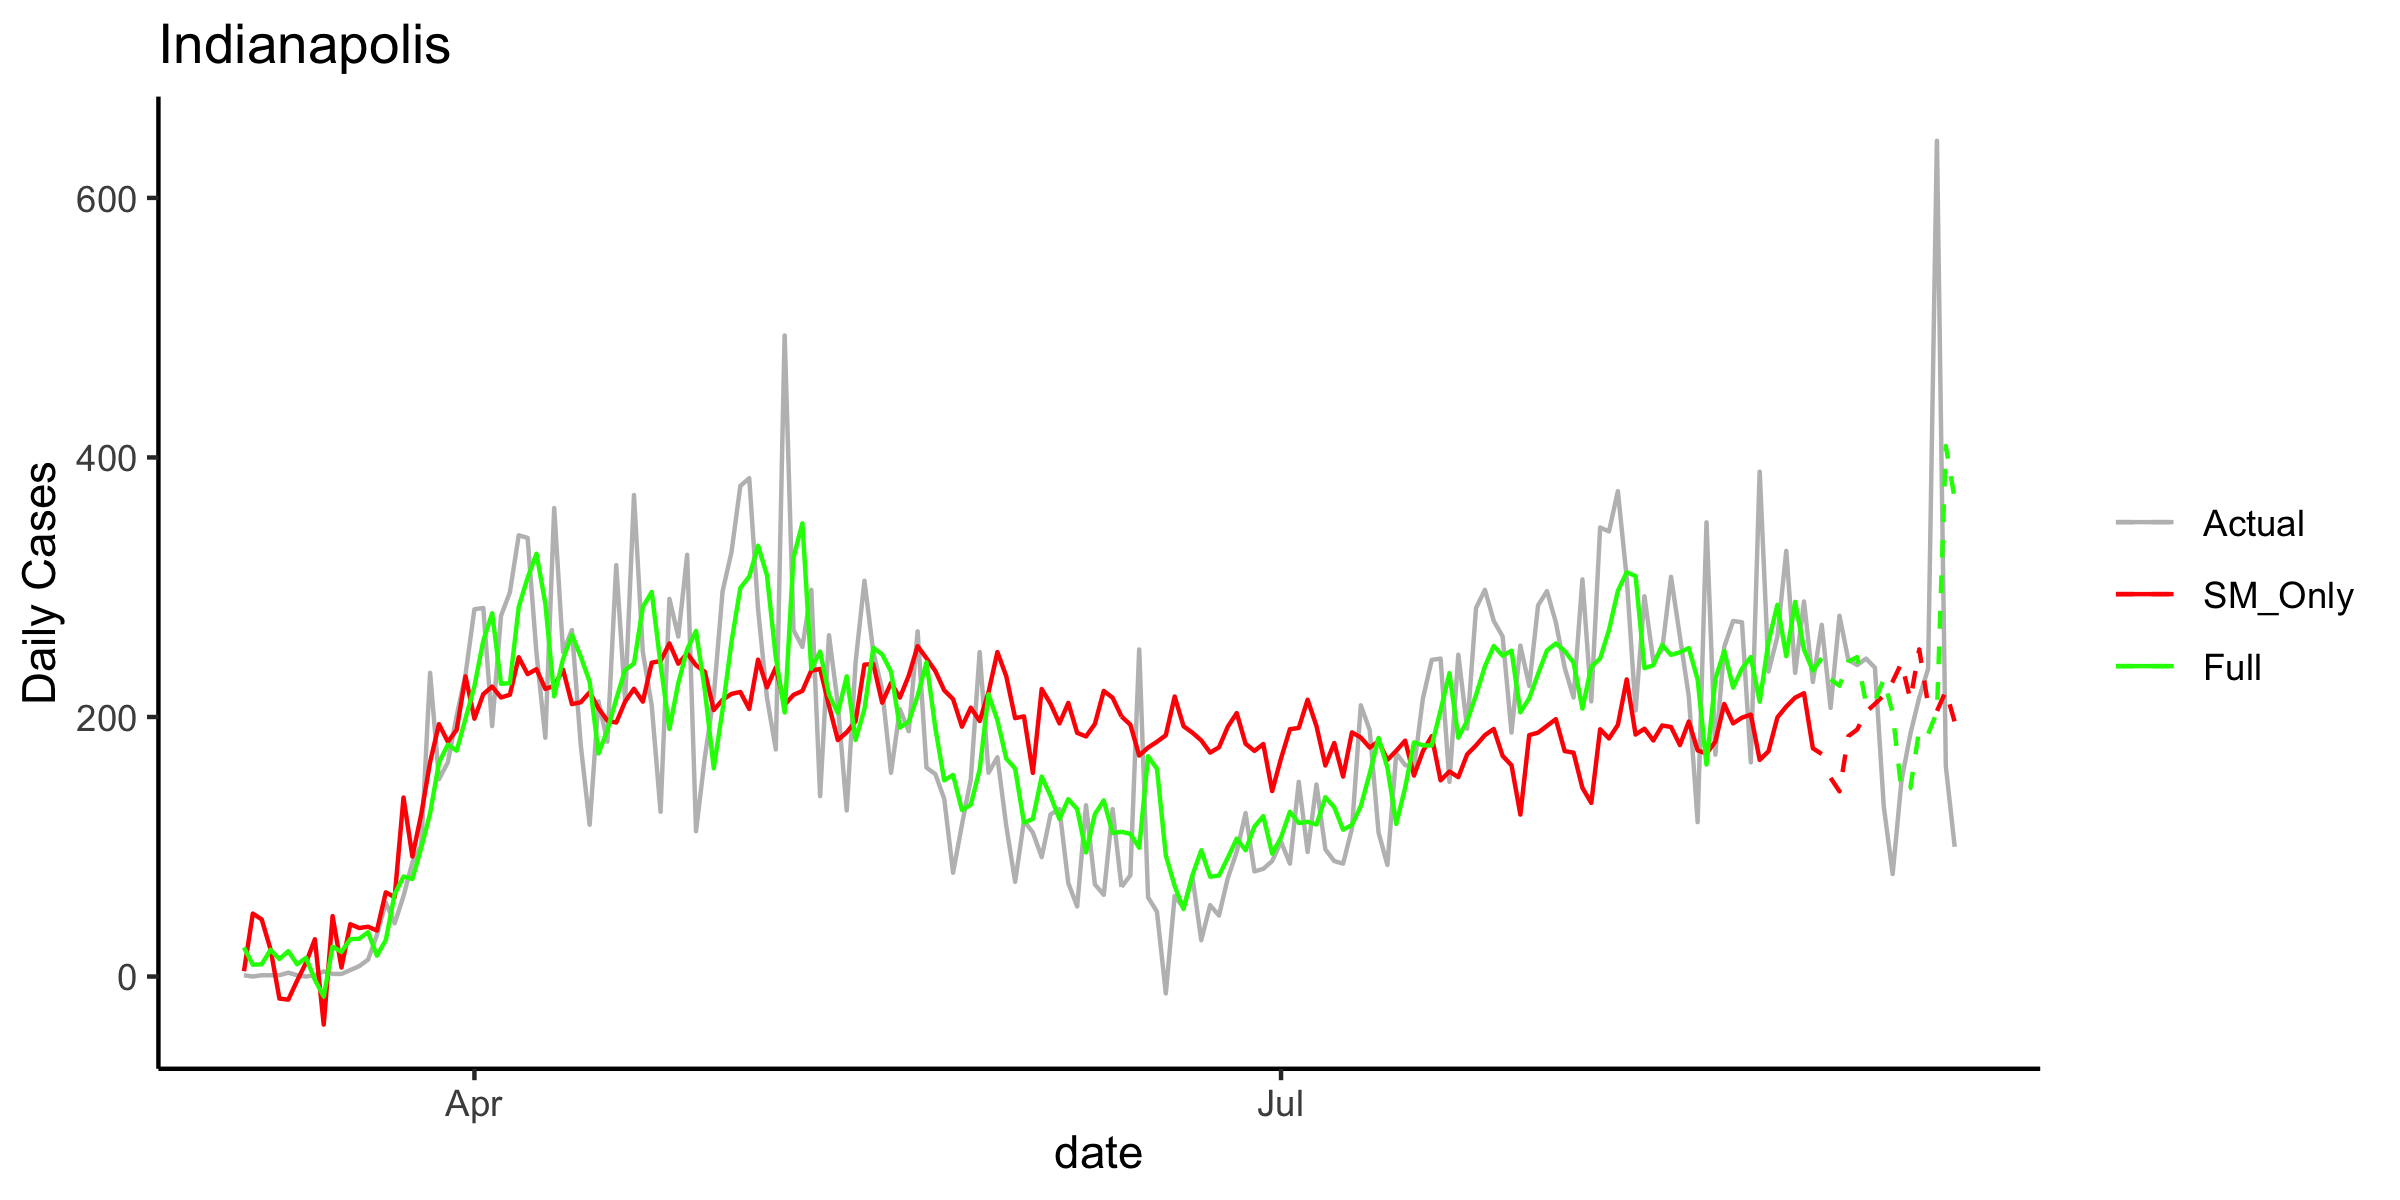 Indianapolis
Daily Cases
600
400
200
0
Apr
Jul
date
Actual
SM_Only
Full